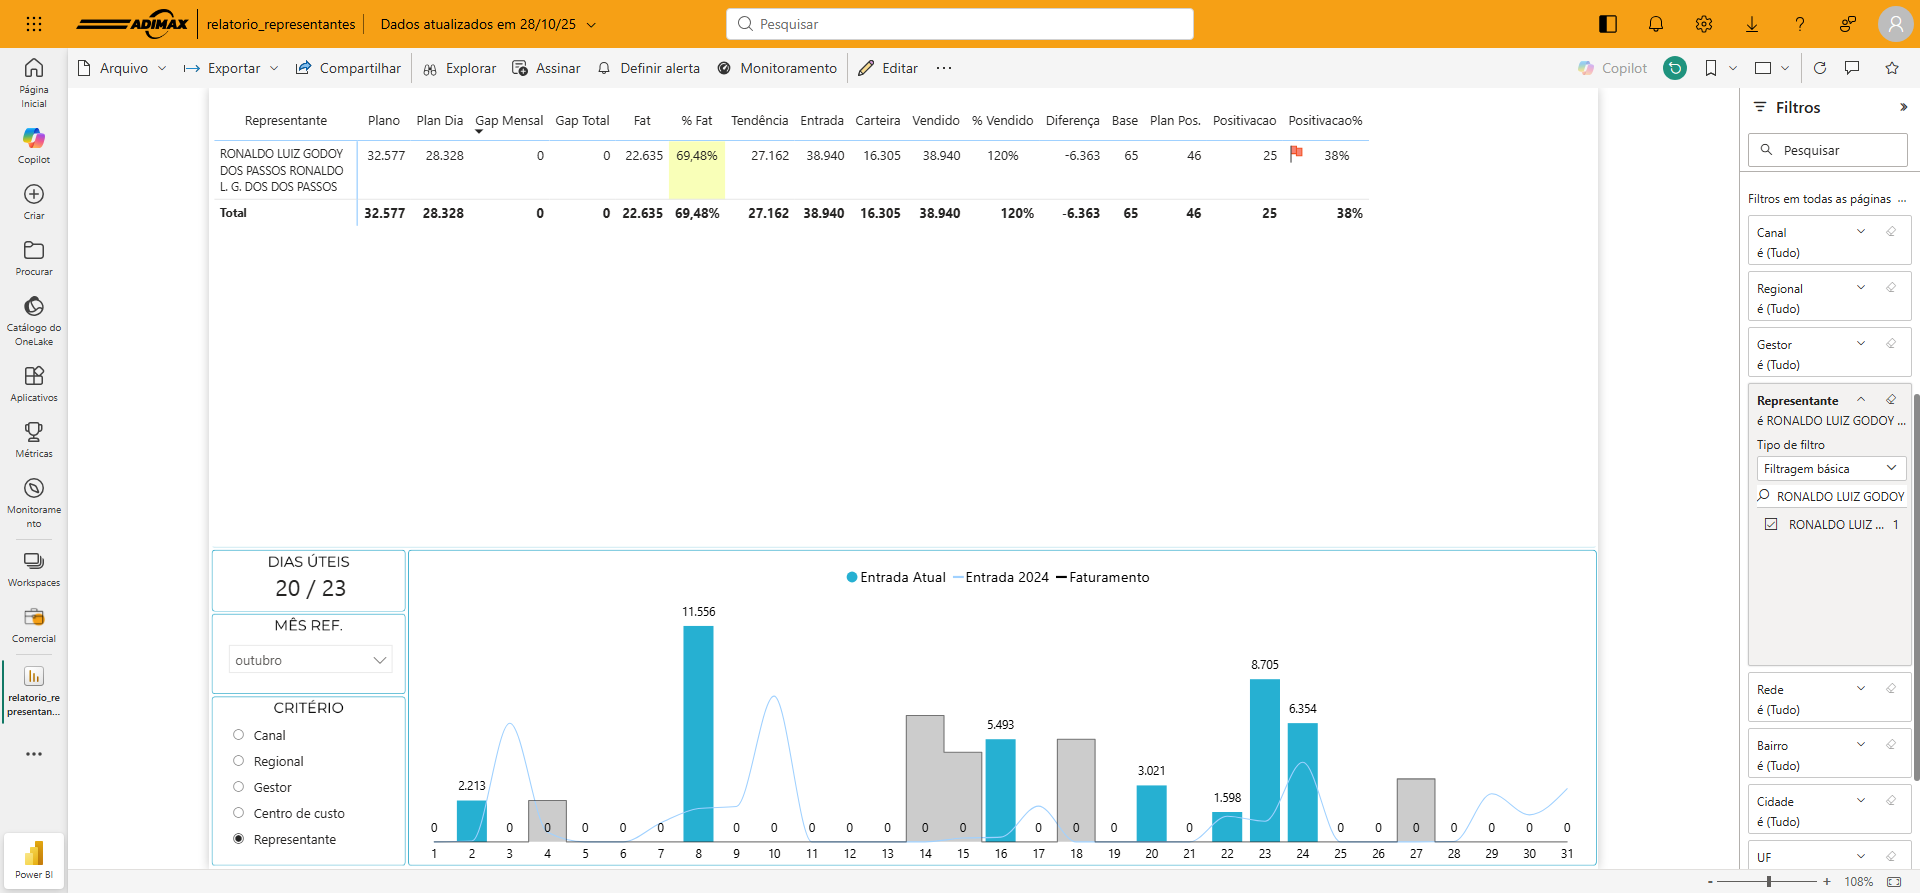 ADIMAX
relatorio_representantes
Dados atualizados em 28/10/25
Pesquisar
Arquivo
Exportar
Compartilhar
Explorar
Assinar
Definir alerta
Monitoramento
Editar
Copilot
Página
Inicial
Copilot
Criar
Procurar
Catálogo do
OneLake
Aplicativos
Métricas
Monitorame
nto
Workspaces
Comercial
relatorio_re
presentan...
Power BI
Representante Plano Plan Dia Gap Mensal Gap Total Fat % Fat Tendência Entrada Carteira Vendido % Vendido Diferença Base Plan Pos. Positivacao Positivacao%
RONALDO LUIZ GODOY 32.577 28.328 0 0 22.635 69,48% 27.162 38.940 16.305 38.940 120% -6.363 65 46 25 38%
DOS PASSOS RONALDO
L. G. DOS DOS PASSOS
Total 32.577 28.328 0 0 22.635 69,48% 27.162 38.940 16.305 38.940 120% -6.363 65 46 25 38%
DIAS ÚTEIS
20 / 23
MÊS REF.
outubro
CRITÉRIO
Canal
Regional
Gestor
Centro de custo
Representante
Entrada Atual Entrada 2024 Faturamento
11.556
8.705
6.354
5.493
3.021
2.213
1.598
0 0 0 0 0 0 0 0 0 0 0 0 0 0 0 0 0 0 0 0 0 0 0 0
1 2 3 4 5 6 7 8 9 10 11 12 13 14 15 16 17 18 19 20 21 22 23 24 25 26 27 28 29 30 31
Filtros
Pesquisar
Filtros em todas as páginas ...
Canal
é (Tudo)
Regional
é (Tudo)
Gestor
é (Tudo)
Representante
é RONALDO LUIZ GODOY ...
Tipo de filtro
Filtragem básica
RONALDO LUIZ GODOY
RONALDO LUIZ ... 1
Rede
é (Tudo)
Bairro
é (Tudo)
Cidade
é (Tudo)
UF
- + 108%